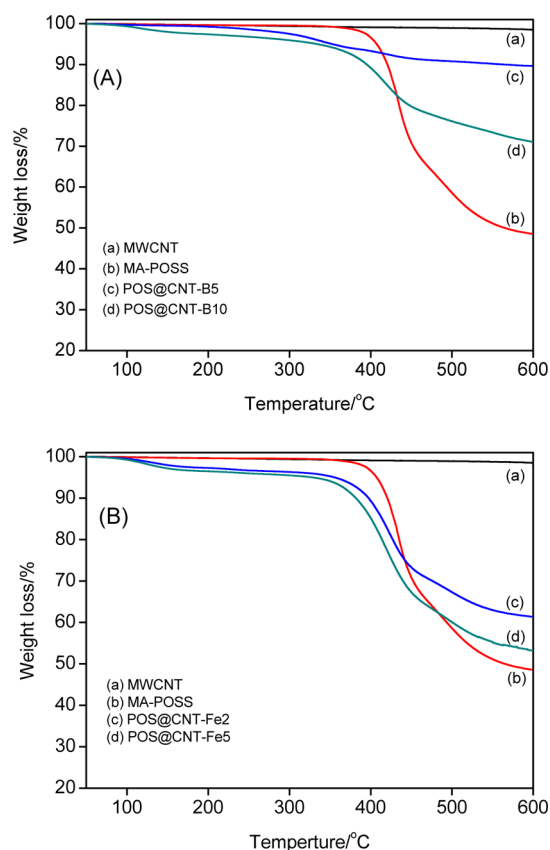 100
90
80
70
60
50
40
30
20
Weight loss/%
(A)
(a)
(c)
(d)
(b)
(a) MWCNT
(b) MA-POSS
(c) POS@CNT-B5
(d) POS@CNT-B10
100 200 300 400 500 600
Temperature/°C
100
90
80
70
60
50
40
30
20
Weight loss/%
(B)
(a)
(c)
(d)
(b)
(a) MWCNT
(b) MA-POSS
(c) POS@CNT-Fe2
(d) POS@CNT-Fe5
100 200 300 400 500 600
Temperture/°C